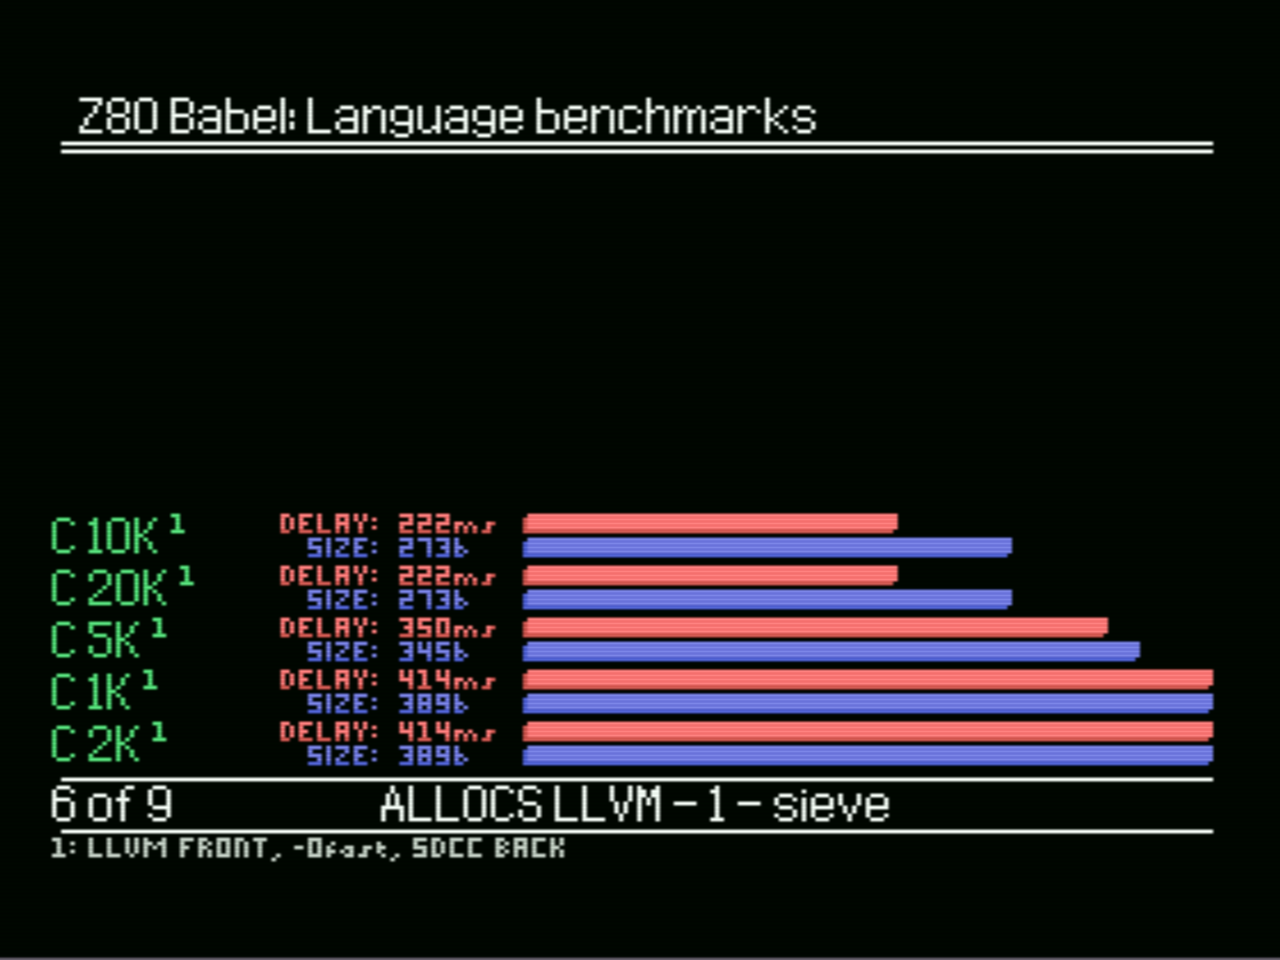 Z80 Babel: Language benchmarks
C 10K 1 DELAY: 222ms
SIZE: 273b
C 20K 1 DELAY: 222ms
SIZE: 273b
C 5K 1 DELAY: 350ms
SIZE: 345b
C 1K 1 DELAY: 414ms
SIZE: 389b
C 2K 1 DELAY: 414ms
SIZE: 389b
6 of 9 ALLOCS LLVM - 1 - sieve
1: LLVM FRONT, -Ofast, SDCC BACK